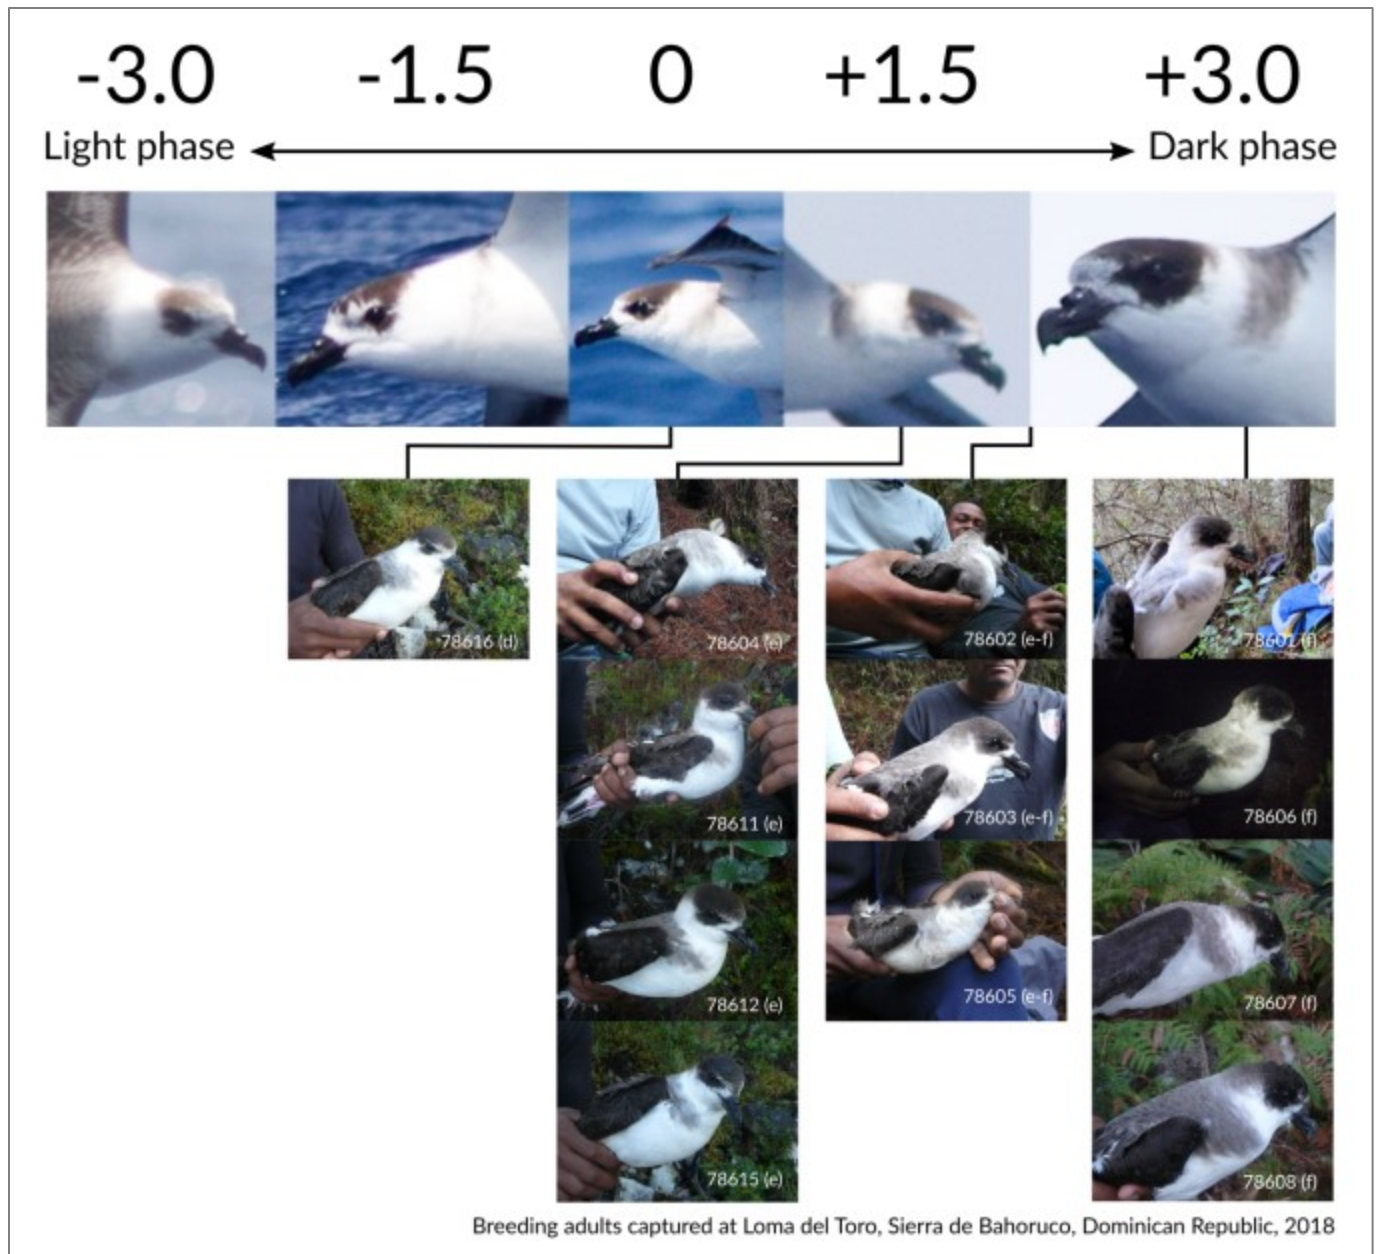 -3.0 -1.5 0 +1.5 +3.0
Light phase Dark phase
78616 (d) 78604 (e) 78602 (e-f) 78601 (f)
78611 (e) 78603 (e-f) 78606 (f)
78612 (e) 78605 (e-f) 78607 (f)
78615 (e) 78608 (f)
Breeding adults captured at Loma del Toro, Sierra de Bahoruco, Dominican Republic, 2018